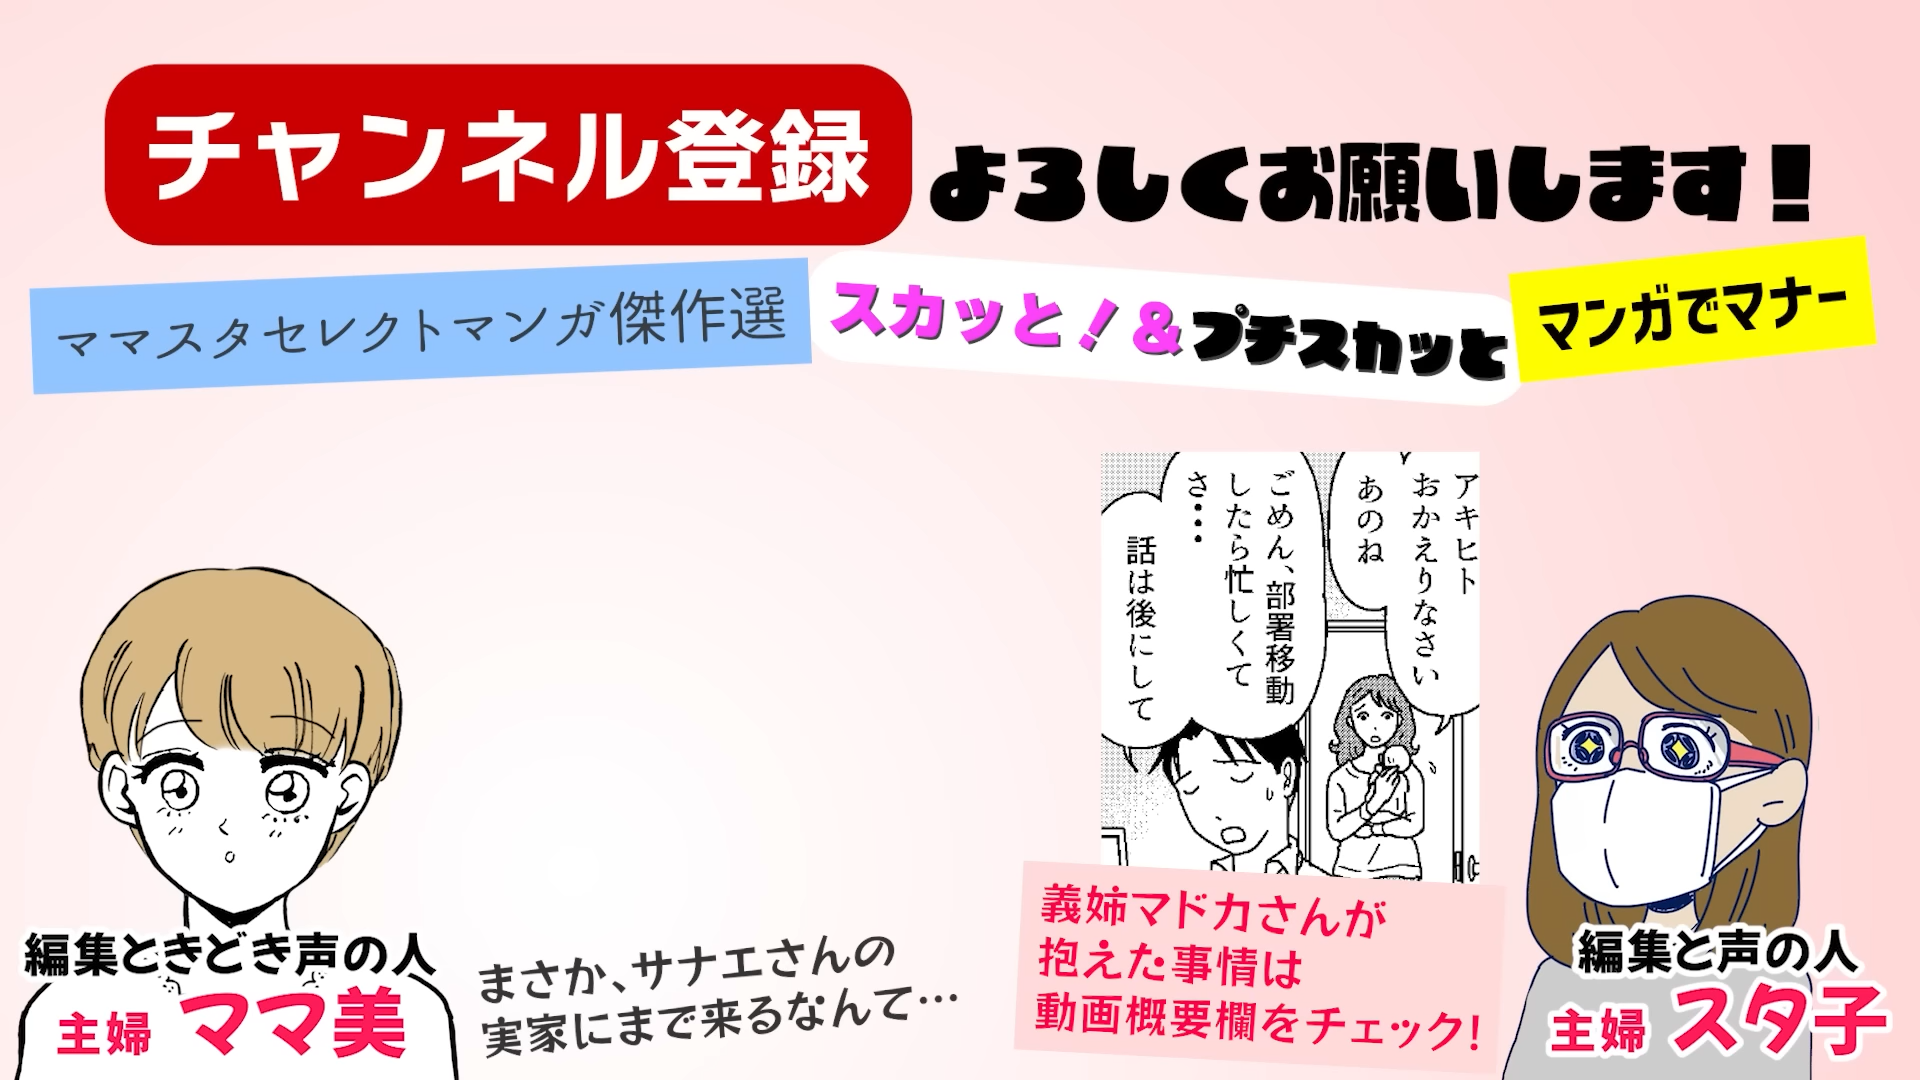 チャンネル登録
よろしくお願いします!
ママスタセレクトマンガ傑作選
スカッと!&プチスカッと
マンガでマナー
アキヒト
おかえりなさい
あのね
ごめん、部署移動
したら忙しくて
さ・・・
話は後にして
編集ときどき声の人
主婦 ママ美
まさか、サナエさんの
実家にまで来るなんて…
義姉マドカさんが
抱えた事情は
動画概要欄をチェック!
編集と声の人
主婦 スタ子